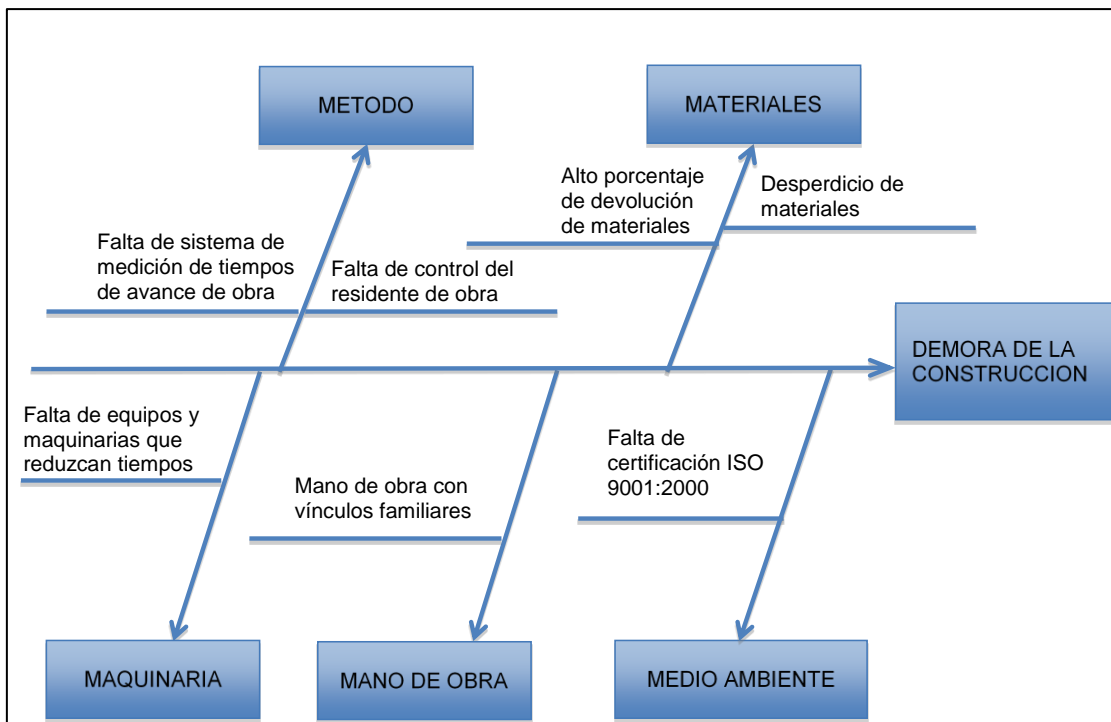 METODO
MATERIALES
Alto porcentaje
de devolución
de materiales
Desperdicio de
materiales
Falta de sistema de
medición de tiempos
de avance de obra
Falta de control del
residente de obra
DEMORA DE LA
CONSTRUCCION
Falta de equipos y
maquinarias que
reduzcan tiempos
Mano de obra con
vínculos familiares
Falta de
certificación ISO
9001:2000
MAQUINARIA
MANO DE OBRA
MEDIO AMBIENTE